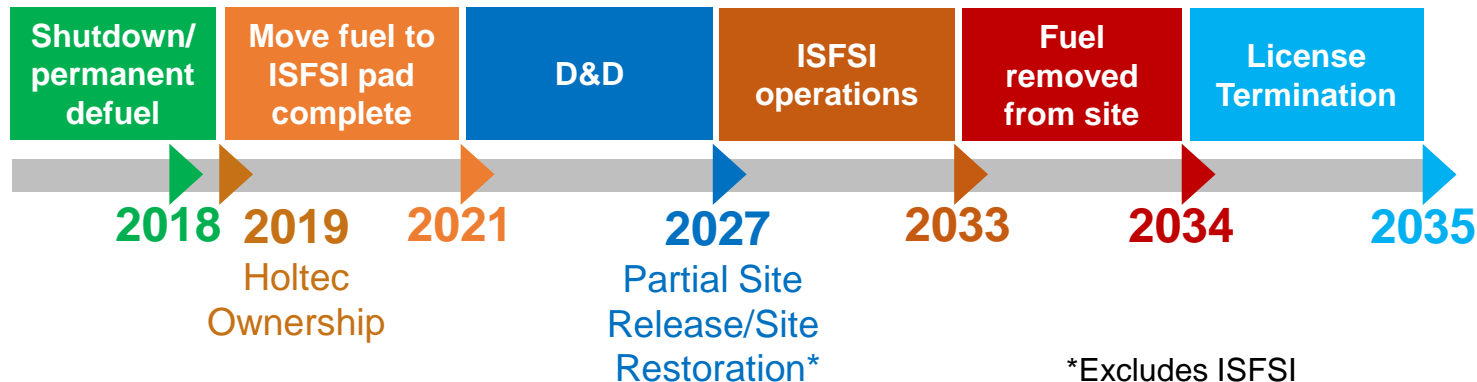 Shutdown/
permanent
defuel
Move fuel to
ISFSI pad
complete
D&D
ISFSI
operations
Fuel
removed
from site
License
Termination
2018
2019
2021
2027
2033
2034
2035
Holtec
Ownership
Partial Site
Release/Site
Restoration*
*Excludes ISFSI